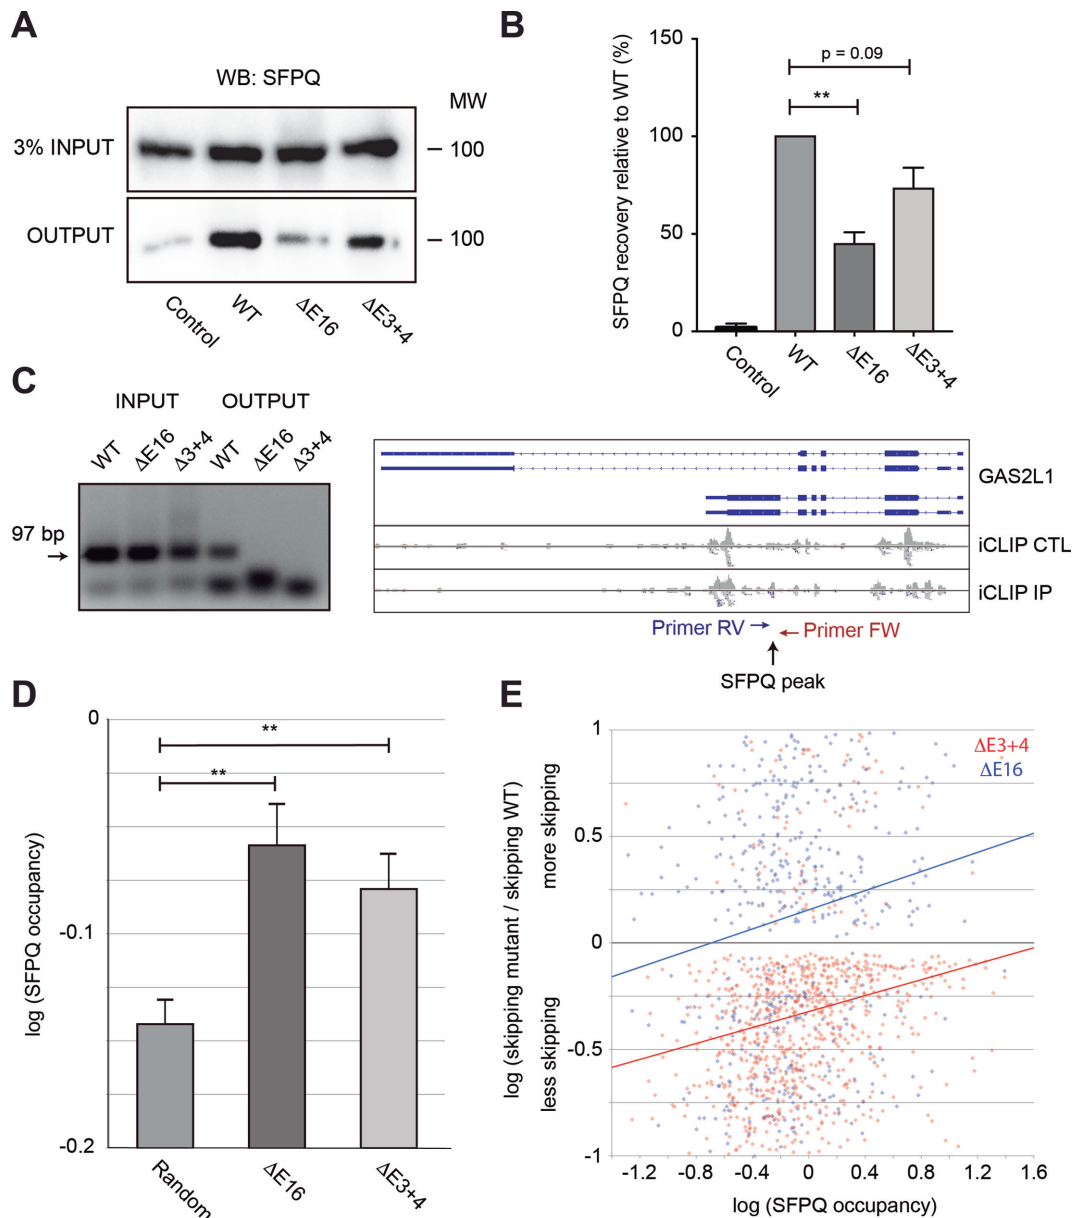 A
WB: SFPQ
MW
3% INPUT
100
OUTPUT
100
Control
WT
ΔE16
ΔE3+4
B
SFPQ recovery relative to WT (%)
150
100
50
0
p = 0.09
**
Control
WT
ΔE16
ΔE3+4
C
INPUT OUTPUT
WT ΔE16 Δ3+4 WT ΔE16 Δ3+4
97 bp
GAS2L1
iCLIP CTL
iCLIP IP
Primer RV
Primer FW
SFPQ peak
D
log (SFPQ occupancy)
0
-0.1
-0.2
**
**
Random
ΔE16
ΔE3+4
E
log (skipping mutant / skipping WT)
more skipping
less skipping
1
0.5
0
-0.5
-1
ΔE3+4
ΔE16
-1.2 -0.8 -0.4 0 0.4 0.8 1.2 1.6
log (SFPQ occupancy)